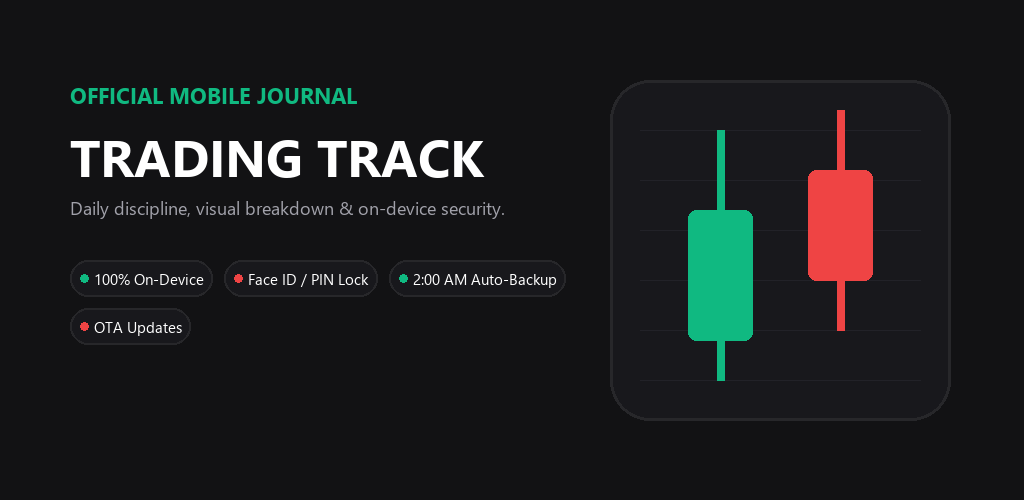 OFFICIAL MOBILE JOURNAL
TRADING TRACK
Daily discipline, visual breakdown & on-device security.
100% On-Device
Face ID / PIN Lock
2:00 AM Auto-Backup
OTA Updates